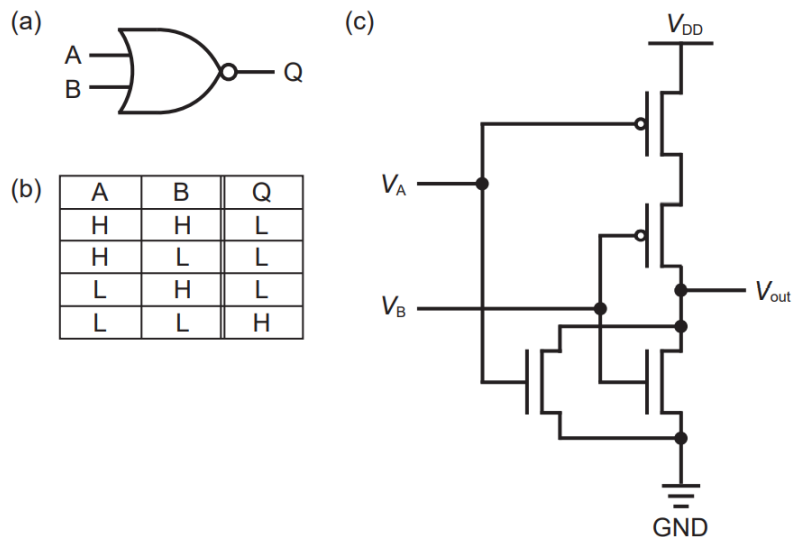 (a)
A
B
Q
(b)
A B Q
H H L
H L L
L H L
L L H
(c)
VDD
VA
VB
Vout
GND